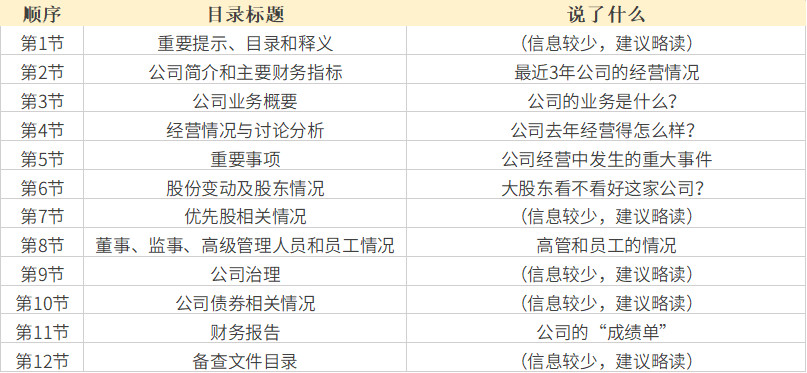 顺序 目录标题 说了什么
第1节 重要提示、目录和释义 （信息较少，建议略读）
第2节 公司简介和主要财务指标 最近3年公司的经营情况
第3节 公司业务概要 公司的业务是什么？
第4节 经营情况与讨论分析 公司去年经营得怎么样？
第5节 重要事项 公司经营中发生的重大事件
第6节 股份变动及股东情况 大股东看不看好这家公司？
第7节 优先股相关情况 （信息较少，建议略读）
第8节 董事、监事、高级管理人员和员工情况 高管和员工的情况
第9节 公司治理 （信息较少，建议略读）
第10节 公司债券相关情况 （信息较少，建议略读）
第11节 财务报告 公司的“成绩单”
第12节 备查文件目录 （信息较少，建议略读）